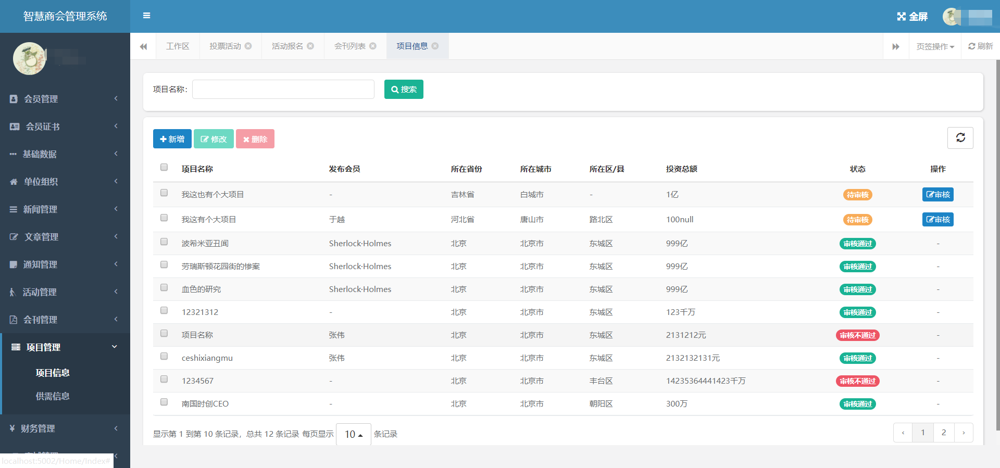 智慧商会管理系统
全屏
工作区 投票活动 活动报名 会刊列表 项目信息 页签操作 刷新
会员管理
会员证书
基础数据
单位组织
新闻管理
文章管理
通知管理
活动管理
会刊管理
项目管理
项目信息
供需信息
¥ 财务管理
localhost:5002/Home/Index#
项目名称： 搜索
新增 修改 删除
项目名称 发布会员 所在省份 所在城市 所在区/县 投资总额 状态 操作
我这也有个大项目 - 吉林省 白城市 - 1亿 待审核 审核
我这有个大项目 于越 河北省 唐山市 路北区 100null 待审核 审核
波希米亚丑闻 Sherlock·Holmes 北京 北京市 东城区 999亿 审核通过 -
劳瑞斯顿花园街的惨案 Sherlock·Holmes 北京 北京市 东城区 999亿 审核通过 -
血色的研究 Sherlock·Holmes 北京 北京市 东城区 999亿 审核通过 -
12321312 - 北京 北京市 东城区 123千万 审核通过 -
项目名称 张伟 北京 北京市 东城区 2131212元 审核不通过 -
ceshixiangmu 张伟 北京 北京市 东城区 2132132131元 审核通过 -
1234567 - 北京 北京市 丰台区 14235364441423千万 审核不通过 -
南国时创CEO - 北京 北京市 朝阳区 300万 审核通过 -
显示第 1 到第 10 条记录，总共 12 条记录 每页显示 10 条记录
‹ 1 2 ›